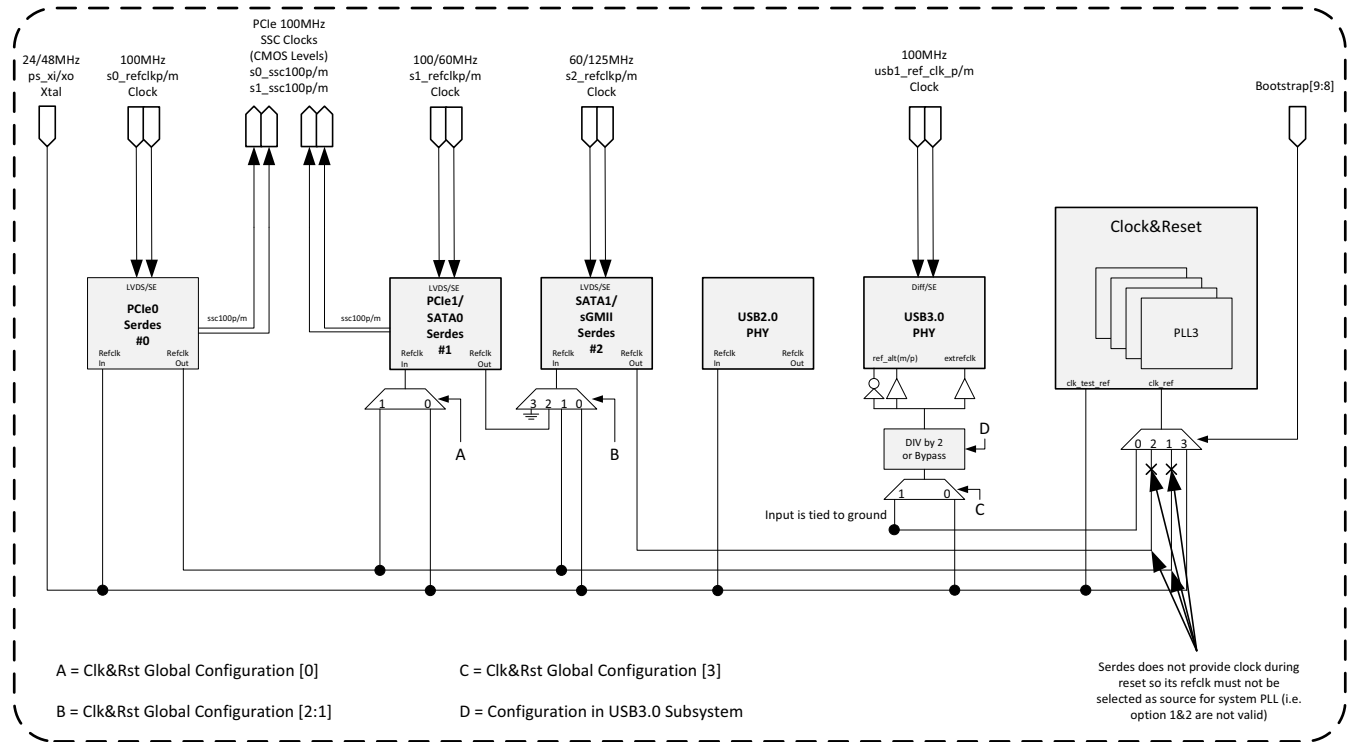 PCIe 100MHz
SSC Clocks
(CMOS Levels)
s0_ssc100p/m
s1_ssc100p/m
24/48MHz
ps_xi/xo
Xtal
100MHz
s0_refclkp/m
Clock
100/60MHz
s1_refclkp/m
Clock
60/125MHz
s2_refclkp/m
Clock
100MHz
usb1_ref_clk_p/m
Clock
Bootstrap[9:8]
LVDS/SE
PCIe0
Serdes
#0
Refclk
In
Refclk
Out
ssc100p/m
ssc100p/m
LVDS/SE
PCIe1/
SATA0
Serdes
#1
Refclk
In
Refclk
Out
LVDS/SE
SATA1/
sGMII
Serdes
#2
Refclk
In
Refclk
Out
USB2.0
PHY
Refclk
In
Refclk
Out
Diff/SE
USB3.0
PHY
ref_alt(m/p)
extrefclk
Clock&Reset
PLL3
clk_test_ref
clk_ref
1 0
A
3 2 1 0
B
DIV by 2
or Bypass
D
1 0
C
0 2 1 3
Input is tied to ground
A = Clk&Rst Global Configuration [0]
B = Clk&Rst Global Configuration [2:1]
C = Clk&Rst Global Configuration [3]
D = Configuration in USB3.0 Subsystem
Serdes does not provide clock during
reset so its refclk must not be
selected as source for system PLL (i.e.
option 1&2 are not valid)